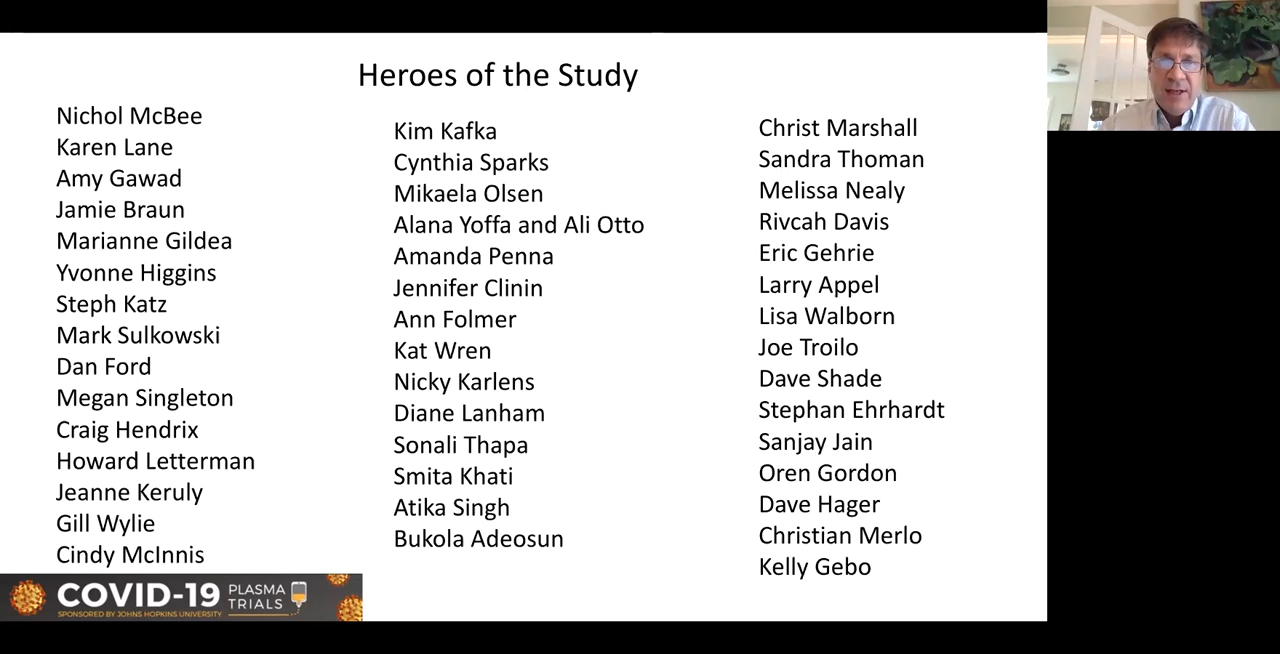 Heroes of the Study
Nichol McBee
Karen Lane
Amy Gawad
Jamie Braun
Marianne Gildea
Yvonne Higgins
Steph Katz
Mark Sulkowski
Dan Ford
Megan Singleton
Craig Hendrix
Howard Letterman
Jeanne Keruly
Gill Wylie
Cindy McInnis
Kim Kafka
Cynthia Sparks
Mikaela Olsen
Alana Yoffa and Ali Otto
Amanda Penna
Jennifer Clinin
Ann Folmer
Kat Wren
Nicky Karlens
Diane Lanham
Sonali Thapa
Smita Khati
Atika Singh
Bukola Adeosun
Christ Marshall
Sandra Thoman
Melissa Nealy
Rivcah Davis
Eric Gehrie
Larry Appel
Lisa Walborn
Joe Troilo
Dave Shade
Stephan Ehrhardt
Sanjay Jain
Oren Gordon
Dave Hager
Christian Merlo
Kelly Gebo
COVID-19
PLASMA
TRIALS
SPONSORED BY JOHNS HOPKINS UNIVERSITY